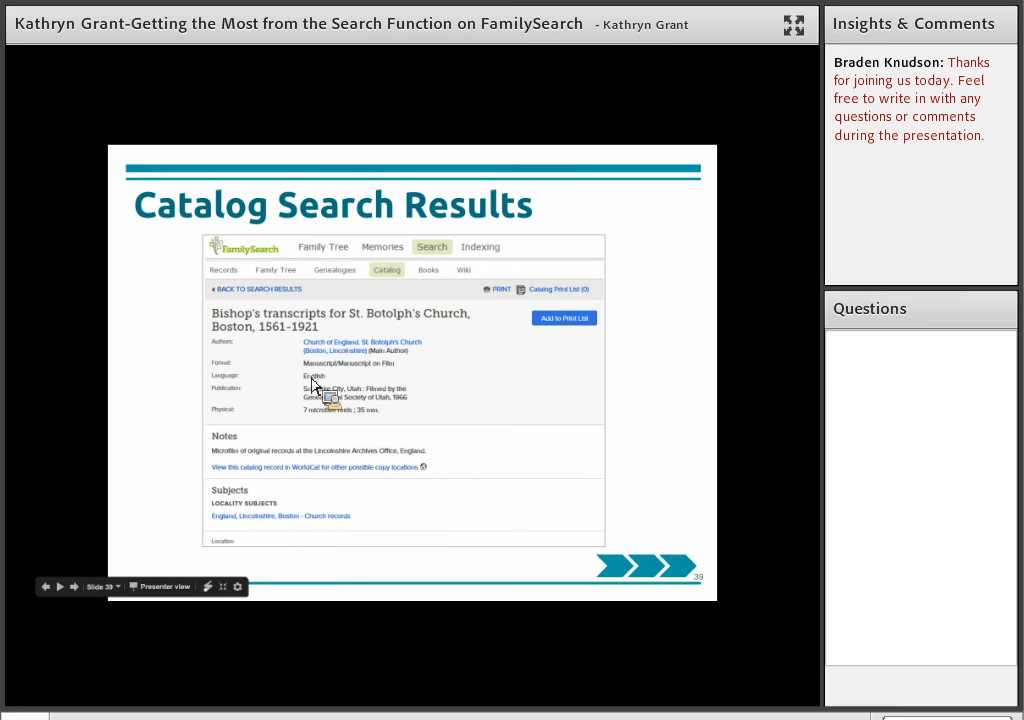 Kathryn Grant-Getting the Most from the Search Function on FamilySearch - Kathryn Grant
Catalog Search Results
FamilySearch Family Tree Memories Search Indexing
Records Family Tree Genealogies Catalog Books Wiki
BACK TO SEARCH RESULTS PRINT Catalog Print List (0)
Bishop's transcripts for St. Botolph's Church,
Boston, 1561-1921
Add to Print List
Authors: Church of England. St. Botolph's Church
(Boston, Lincolnshire) (Main Author)
Format: Manuscript/Manuscript on Film
Language: English
Publication: City, Utah : Filmed by the
Society of Utah, 1966
Physical: 7 ; 35 mm.
Notes
Microfilm of original records at the Lincolnshire Archives Office, England.
View this catalog record in WorldCat for other possible copy locations
Subjects
LOCALITY SUBJECTS
England, Lincolnshire, Boston - Church records
Location
39
Slide 39 Presenter view
Insights & Comments
Braden Knudson: Thanks
for joining us today. Feel
free to write in with any
questions or comments
during the presentation.
Questions